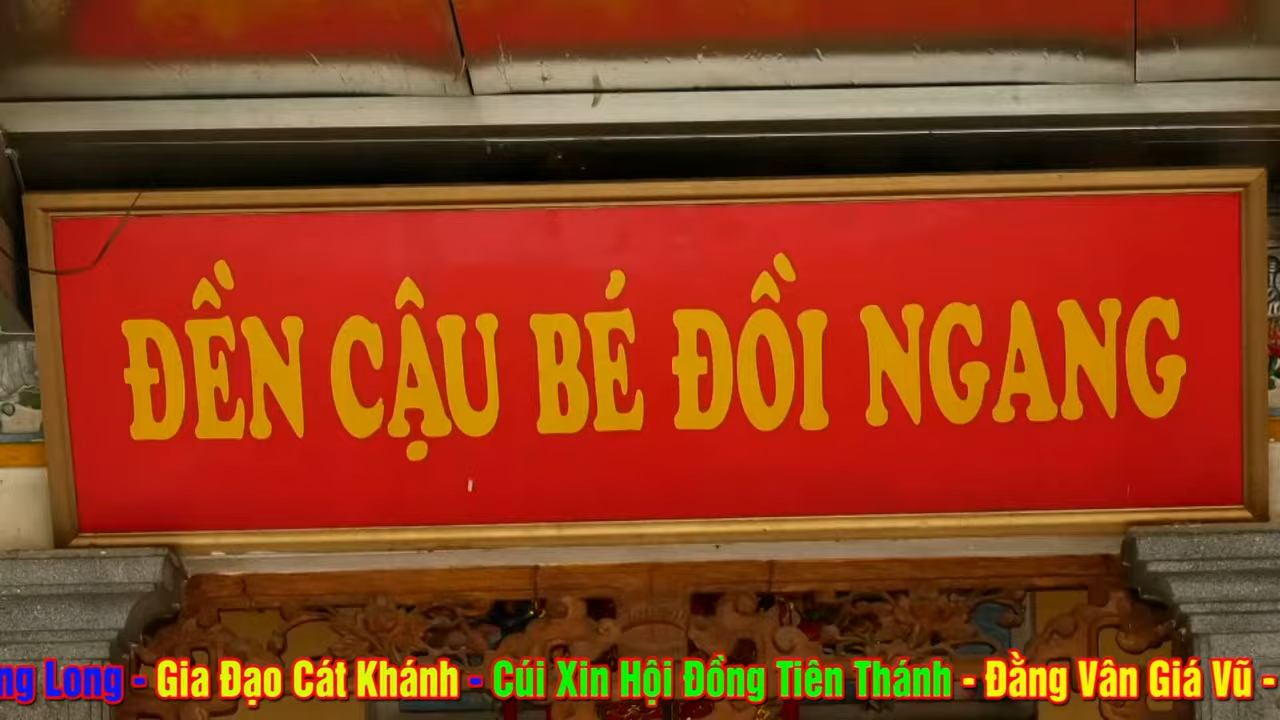 ĐỀN CẬU BÉ ĐỒI NGANG
ng Long - Gia Đạo Cát Khánh - Cúi Xin Hội Đồng Tiên Thánh - Đằng Vân Giá Vũ -